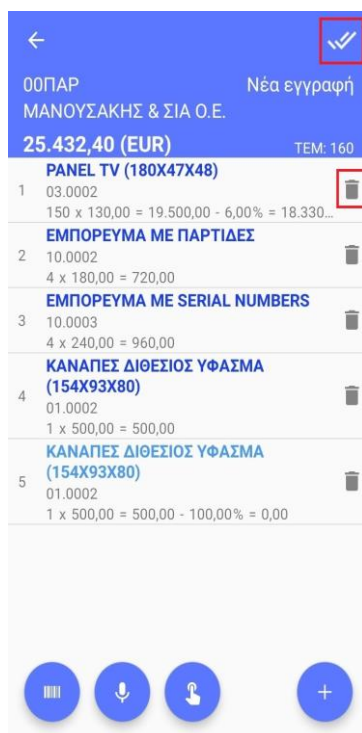 00ΠΑΡ Νέα εγγραφή
ΜΑΝΟΥΣΑΚΗΣ & ΣΙΑ Ο.Ε.
25.432,40 (EUR) ΤΕΜ: 160
PANEL TV (180X47X48)
1 03.0002
150 x 130,00 = 19.500,00 - 6,00% = 18.330...
ΕΜΠΟΡΕΥΜΑ ΜΕ ΠΑΡΤΙΔΕΣ
2 10.0002
4 x 180,00 = 720,00
ΕΜΠΟΡΕΥΜΑ ΜΕ SERIAL NUMBERS
3 10.0003
4 x 240,00 = 960,00
ΚΑΝΑΠΕΣ ΔΙΘΕΣΙΟΣ ΥΦΑΣΜΑ
(154X93X80)
4 01.0002
1 x 500,00 = 500,00
ΚΑΝΑΠΕΣ ΔΙΘΕΣΙΟΣ ΥΦΑΣΜΑ
(154X93X80)
5 01.0002
1 x 500,00 = 500,00 - 100,00% = 0,00